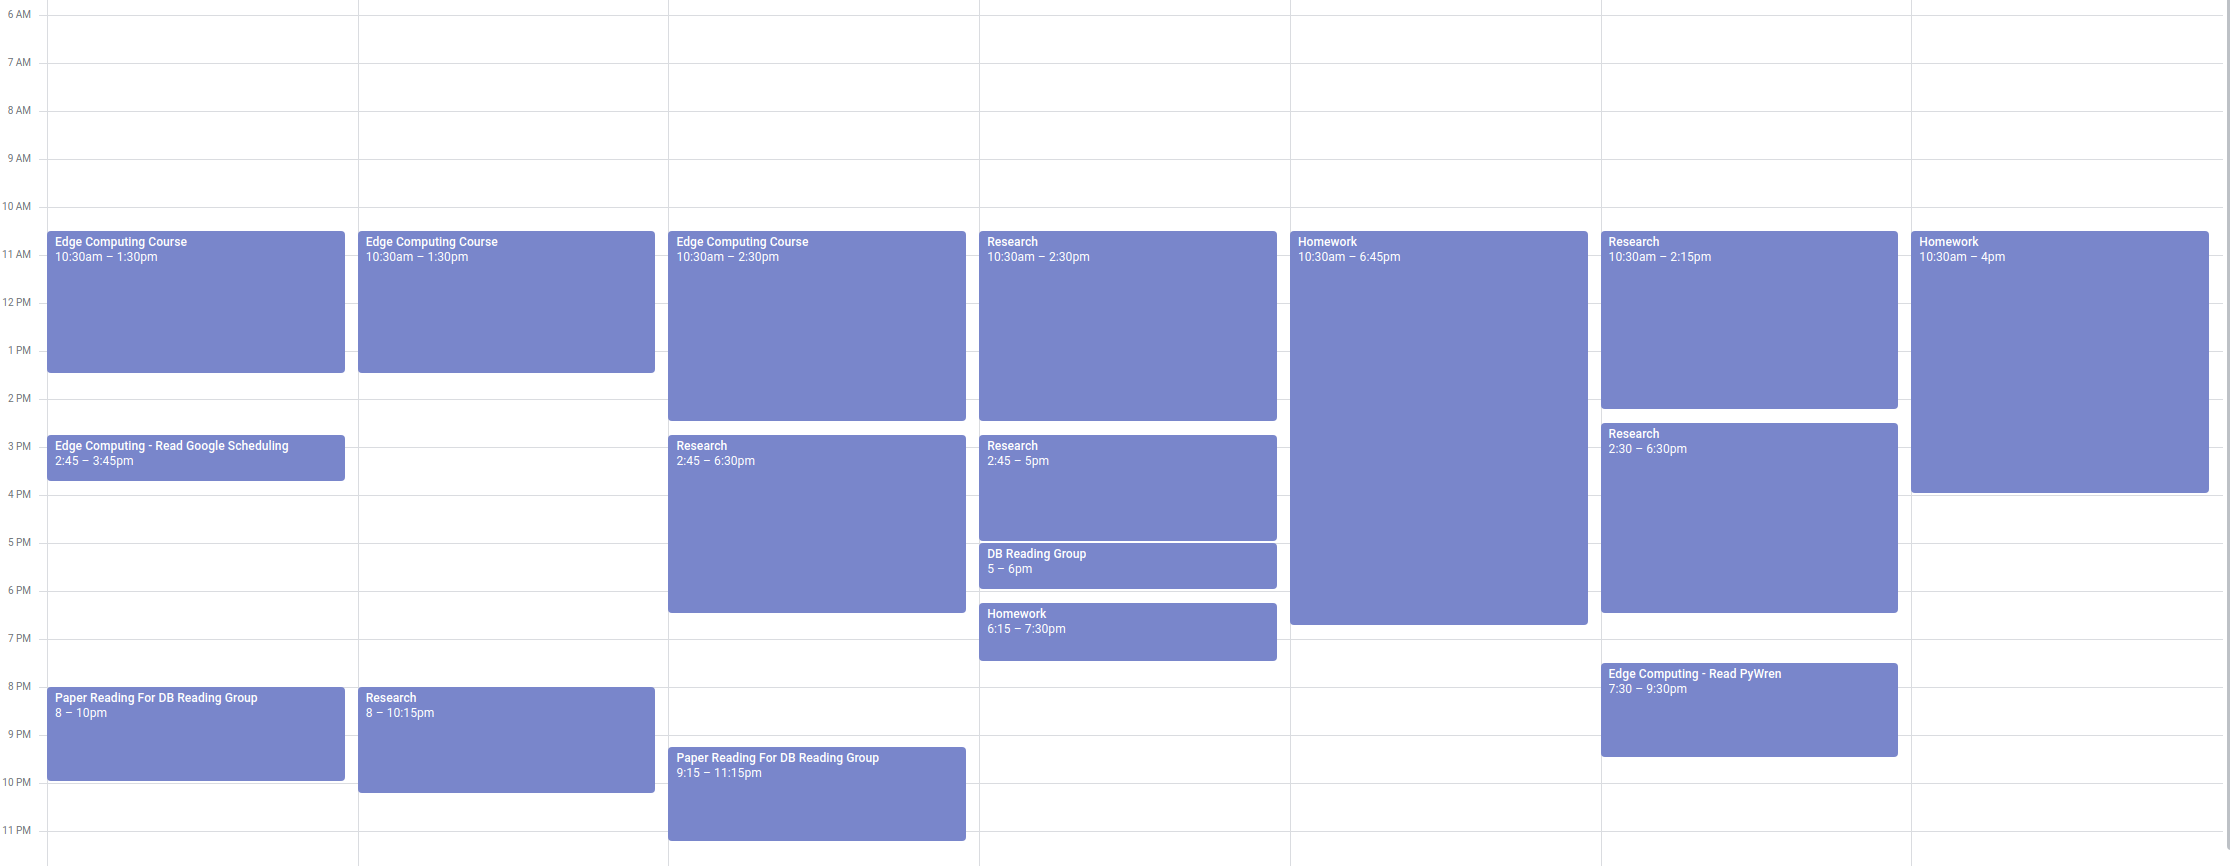 6 AM
7 AM
8 AM
9 AM
10 AM
11 AM
12 PM
1 PM
2 PM
3 PM
4 PM
5 PM
6 PM
7 PM
8 PM
9 PM
10 PM
11 PM
Edge Computing Course
10:30am – 1:30pm
Edge Computing - Read Google Scheduling
2:45 – 3:45pm
Paper Reading For DB Reading Group
8 – 10pm
Edge Computing Course
10:30am – 1:30pm
Research
8 – 10:15pm
Edge Computing Course
10:30am – 2:30pm
Research
2:45 – 6:30pm
Paper Reading For DB Reading Group
9:15 – 11:15pm
Research
10:30am – 2:30pm
Research
2:45 – 5pm
DB Reading Group
5 – 6pm
Homework
6:15 – 7:30pm
Homework
10:30am – 6:45pm
Research
10:30am – 2:15pm
Research
2:30 – 6:30pm
Edge Computing - Read PyWren
7:30 – 9:30pm
Homework
10:30am – 4pm